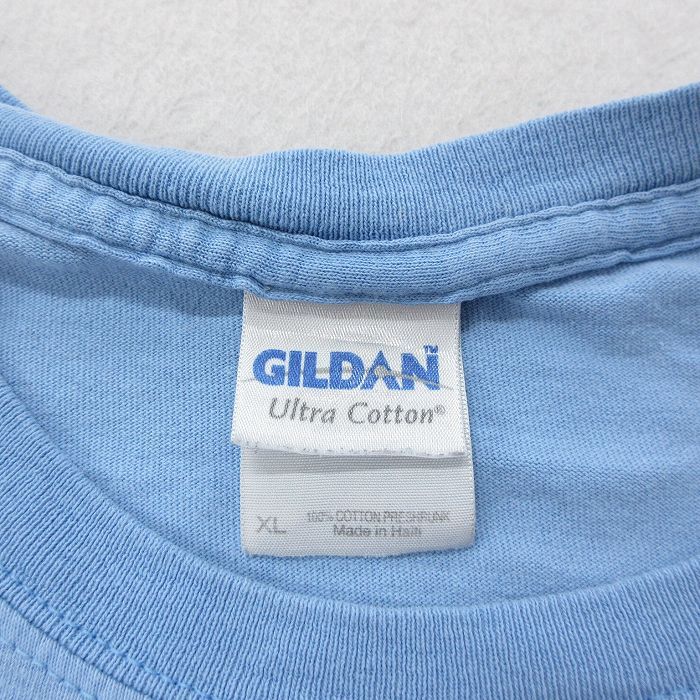 GILDAN™
Ultra Cotton®
XL 100% COTTON PRESHRUNK
Made in Haiti